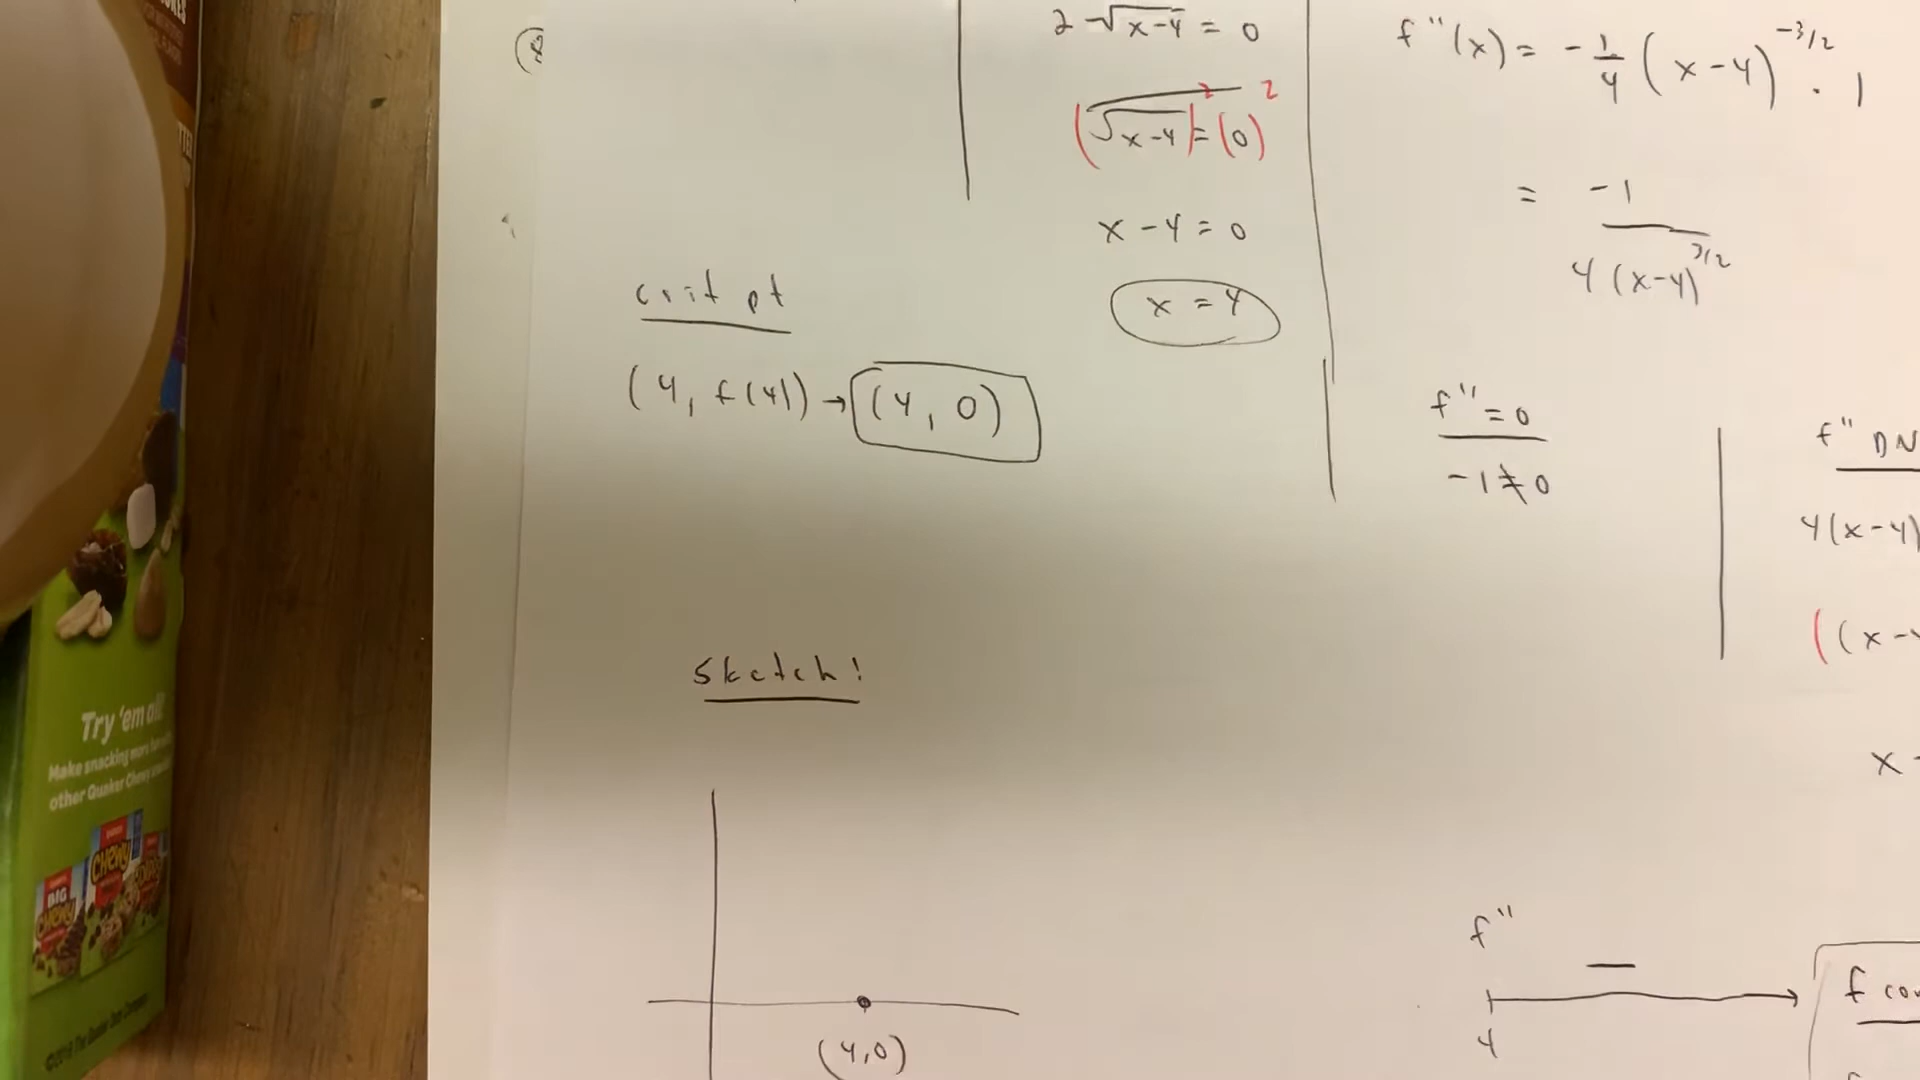 8
2 √x-4 = 0
(√x-4)² = (0)²
x - 4 = 0
x = 4
crit pt
(4, f(4)) → (4, 0)
f''(x) = -1/4 (x-4)^-3/2 · 1
= -1
4 (x-4)^3/2
f'' = 0
-1 ≠ 0
f'' DN
4(x-4)
((x-
x
Sketch!
(4,0)
f''
—
4
f con
Try 'em all!
Make snacking more
other Quaker Chewy
BIG
CHEWY
CHEWY